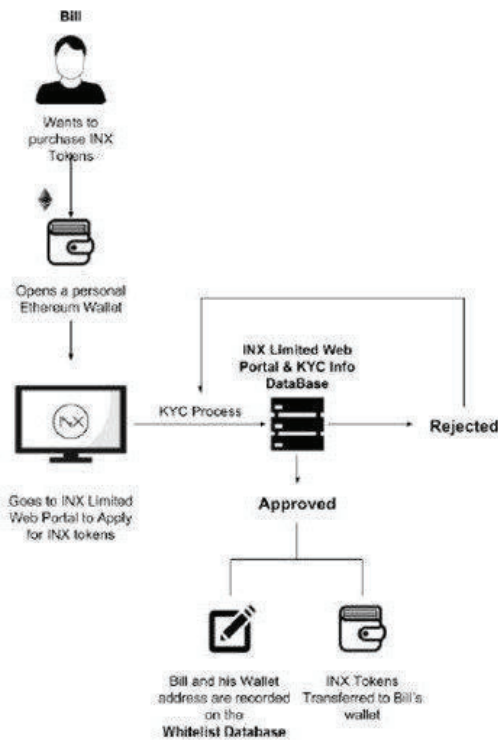 Bill
Wants to
purchase INX
Tokens
Opens a personal
Ethereum Wallet
INX Limited Web
Portal & KYC Info
DataBase
KYC Process
Rejected
INX
Goes to INX Limited
Web Portal to Apply
for INX tokens
Approved
Bill and his Wallet
address are recorded
on the
Whitelist Database
INX Tokens
Transferred to Bill's
wallet